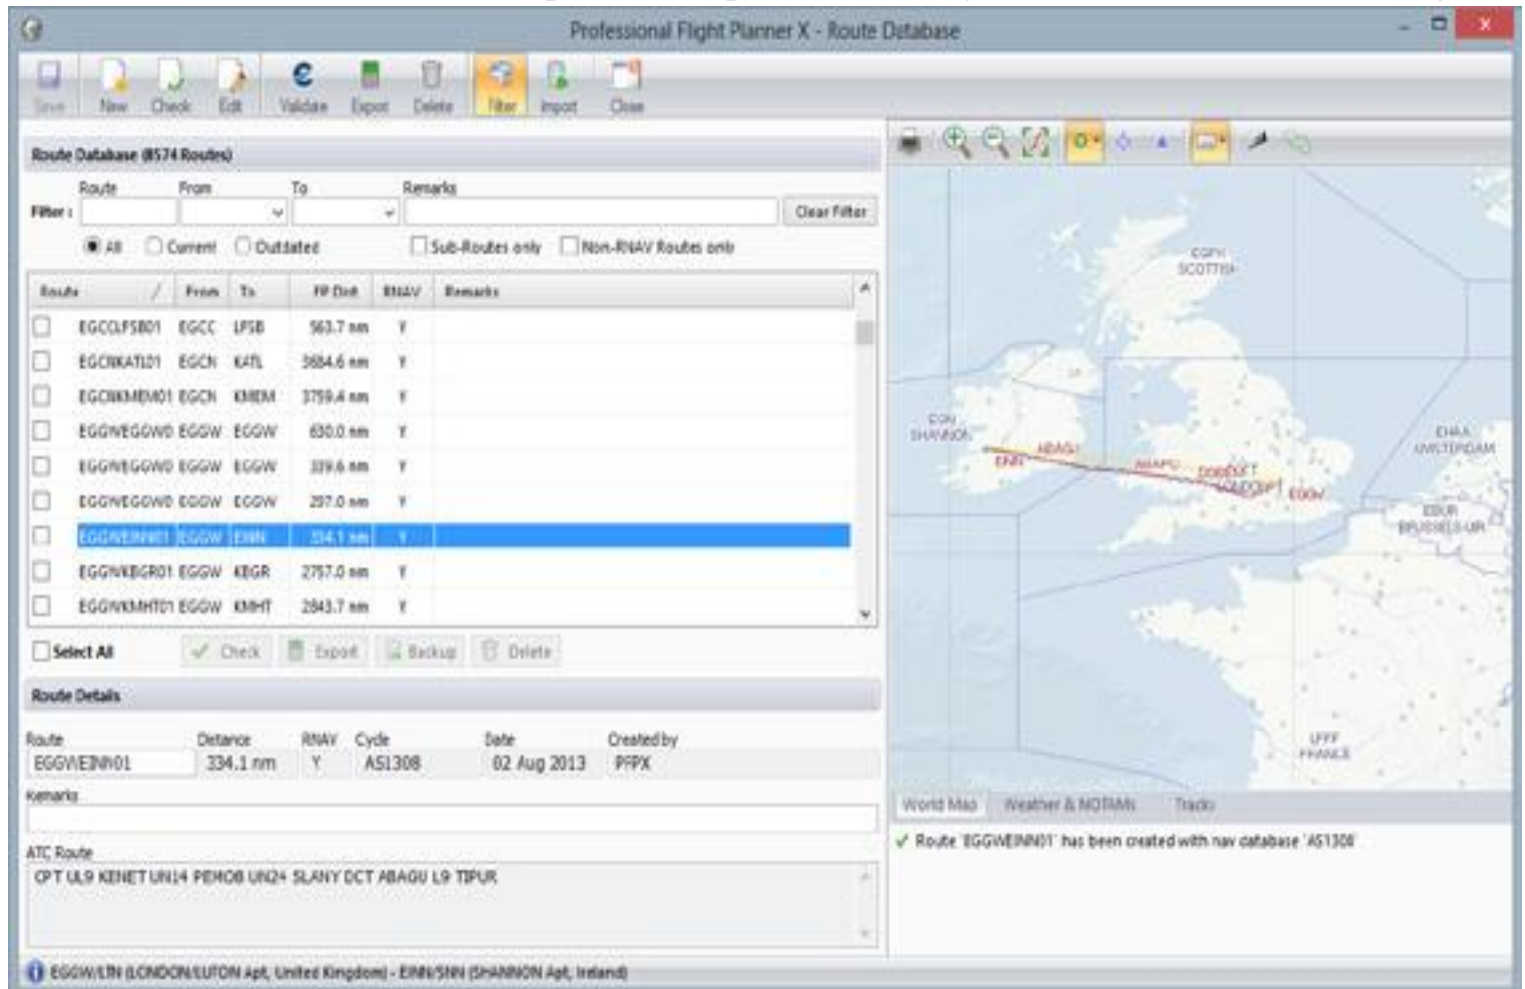 Professional Flight Planner X - Route Database
Save New Check Edit Validate Export Delete Filter Import Close
Route Database (8574 Routes)
Route From To Remarks
Filter : Clear Filter
All Current Outdated Sub-Routes only Non-RNAV Routes only
Route From To FP Dist RNAV Remarks
EGCCLFSB01 EGCC LFSB 563.7 nm Y
EGCNKATL01 EGCN KATL 3684.6 nm Y
EGCNKMEM01 EGCN KMEM 3759.4 nm Y
EGGWEGGW0 EGGW EGGW 630.0 nm Y
EGGWEGGW0 EGGW EGGW 339.6 nm Y
EGGWEGGW0 EGGW EGGW 297.0 nm Y
EGGWEINN01 EGGW EINN 334.1 nm Y
EGGWKBGR01 EGGW KBGR 2757.0 nm Y
EGGWKMHT01 EGGW KMHT 2843.7 nm Y
Select All Check Export Backup Delete
Route Details
Route Distance RNAV Cycle Date Created by
EGGWEINN01 334.1 nm Y AS1308 02 Aug 2013 PFPX
Remarks
ATC Route
CPT UL9 KENET UN14 PEMOB UN24 SLANY DCT ABAGU L9 TIPUR
EGGW/LTN (LONDON/LUTON Apt, United Kingdom) - EINN/SNN (SHANNON Apt, Ireland)
SCOTTISH
SHANNON
EINN
ABAGU
EGGW
EHAA
AMSTERDAM
EBUR
BRUSSELS-UIR
LFFF
FRANCE
World Map Weather & NOTAMs Tracks
Route 'EGGWEINN01' has been created with nav database 'AS1308'